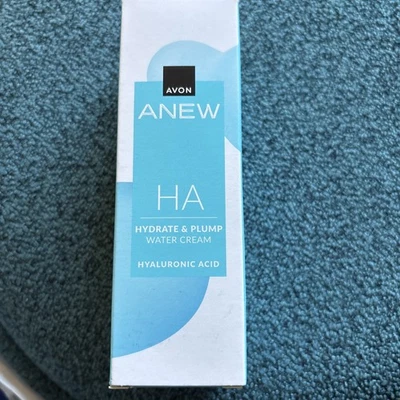 AVON
ANEW
HA
HYDRATE & PLUMP
WATER CREAM
HYALURONIC ACID